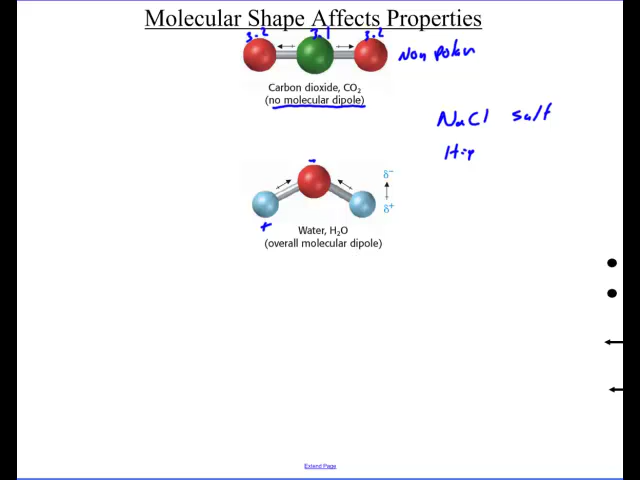 Molecular Shape Affects Properties
3.2 3.1 3.2
Non polar
Carbon dioxide, CO₂
(no molecular dipole)
NaCl salt
-
δ⁻
δ⁺
+
Water, H₂O
(overall molecular dipole)
Extend Page